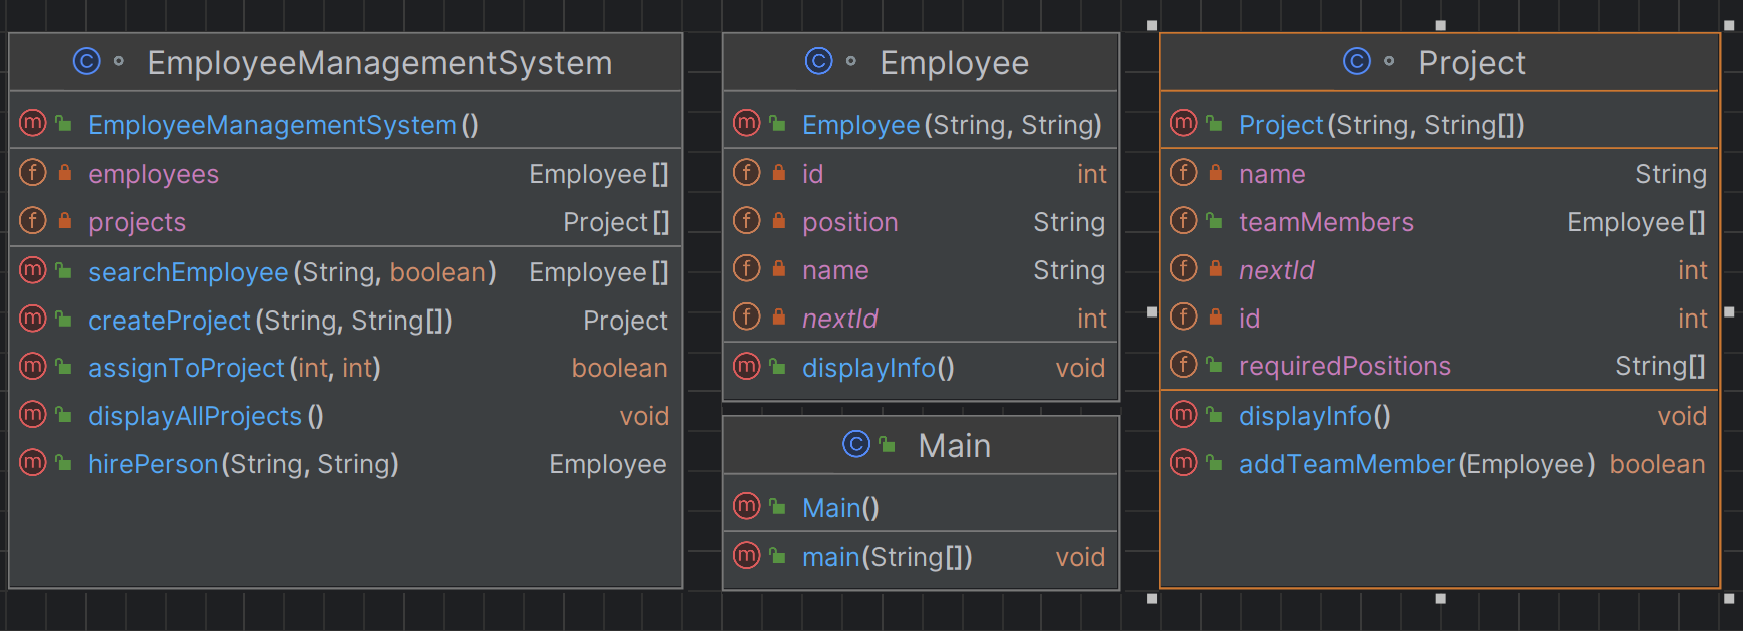 EmployeeManagementSystem
EmployeeManagementSystem()
employees Employee[]
projects Project[]
searchEmployee(String, boolean) Employee[]
createProject(String, String[]) Project
assignToProject(int, int) boolean
displayAllProjects() void
hirePerson(String, String) Employee
Employee
Employee(String, String)
id int
position String
name String
nextId int
displayInfo() void
Main
Main()
main(String[]) void
Project
Project(String, String[])
name String
teamMembers Employee[]
nextId int
id int
requiredPositions String[]
displayInfo() void
addTeamMember(Employee) boolean